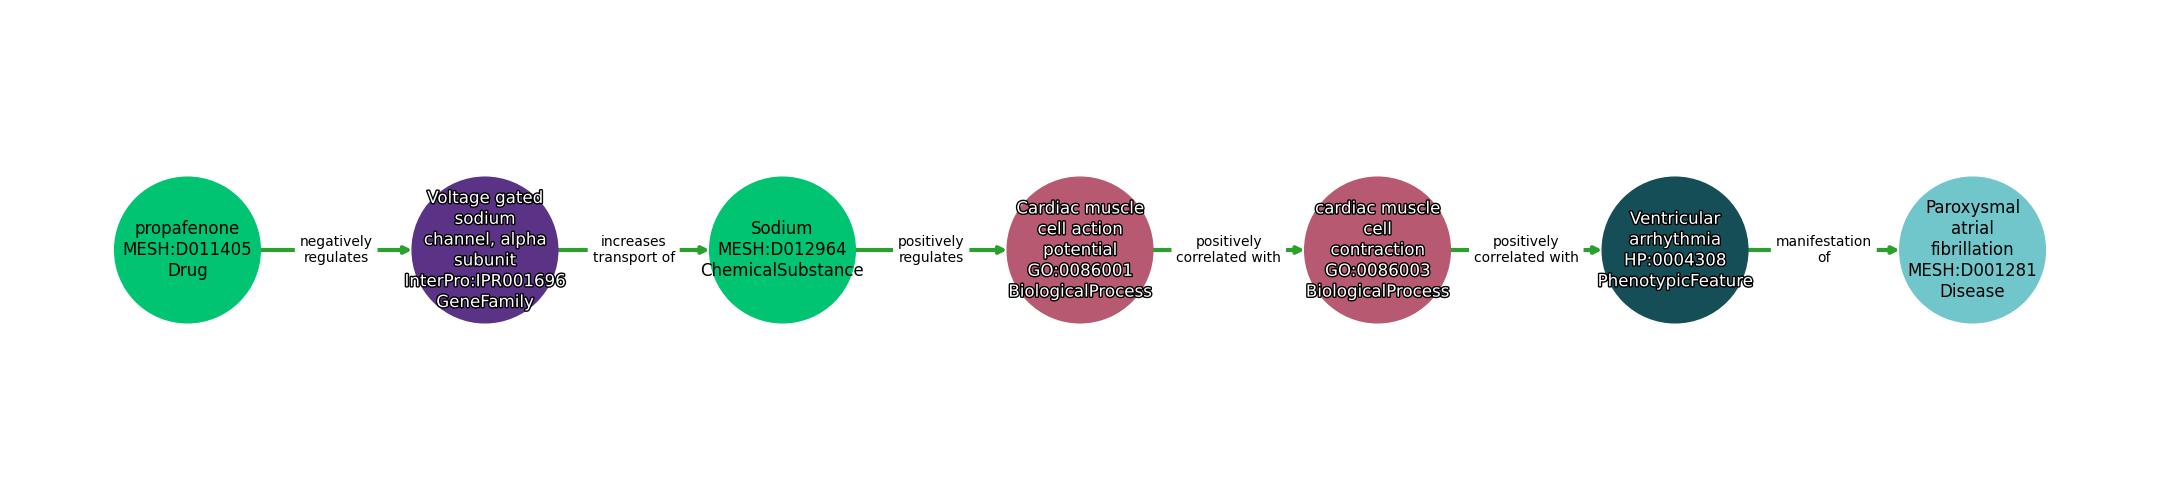 propafenone
MESH:D011405
Drug
negatively
regulates
Voltage gated
sodium
channel, alpha
subunit
InterPro:IPR001696
GeneFamily
increases
transport of
Sodium
MESH:D012964
ChemicalSubstance
positively
regulates
Cardiac muscle
cell action
potential
GO:0086001
BiologicalProcess
positively
correlated with
cardiac muscle
cell
contraction
GO:0086003
BiologicalProcess
positively
correlated with
Ventricular
arrhythmia
HP:0004308
PhenotypicFeature
manifestation
of
Paroxysmal
atrial
fibrillation
MESH:D001281
Disease